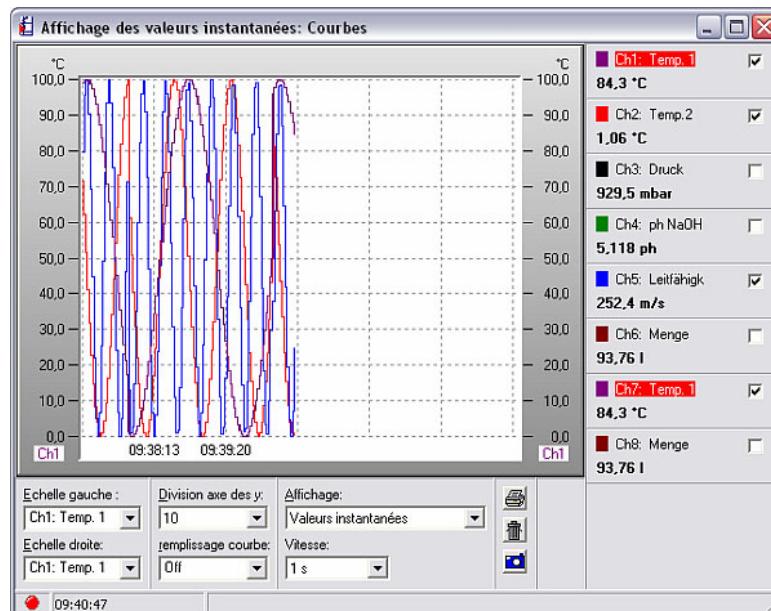 Affichage des valeurs instantanées: Courbes
°C
°C
100,0
100,0
90,0
90,0
80,0
80,0
70,0
70,0
60,0
60,0
50,0
50,0
40,0
40,0
30,0
30,0
20,0
20,0
10,0
10,0
0,0
0,0
Ch1
09:38:13
09:39:20
Ch1
Ch1: Temp. 1
84,3 °C
Ch2: Temp.2
1,06 °C
Ch3: Druck
929,5 mbar
Ch4: ph NaOH
5,118 ph
Ch5: Leitfähigk
252,4 m/s
Ch6: Menge
93,76 l
Ch7: Temp. 1
84,3 °C
Ch8: Menge
93,76 l
Echelle gauche :
Ch1: Temp. 1
Echelle droite:
Ch1: Temp. 1
Division axe des y:
10
remplissage courbe:
Off
Affichage:
Valeurs instantanées
Vitesse:
1 s
09:40:47